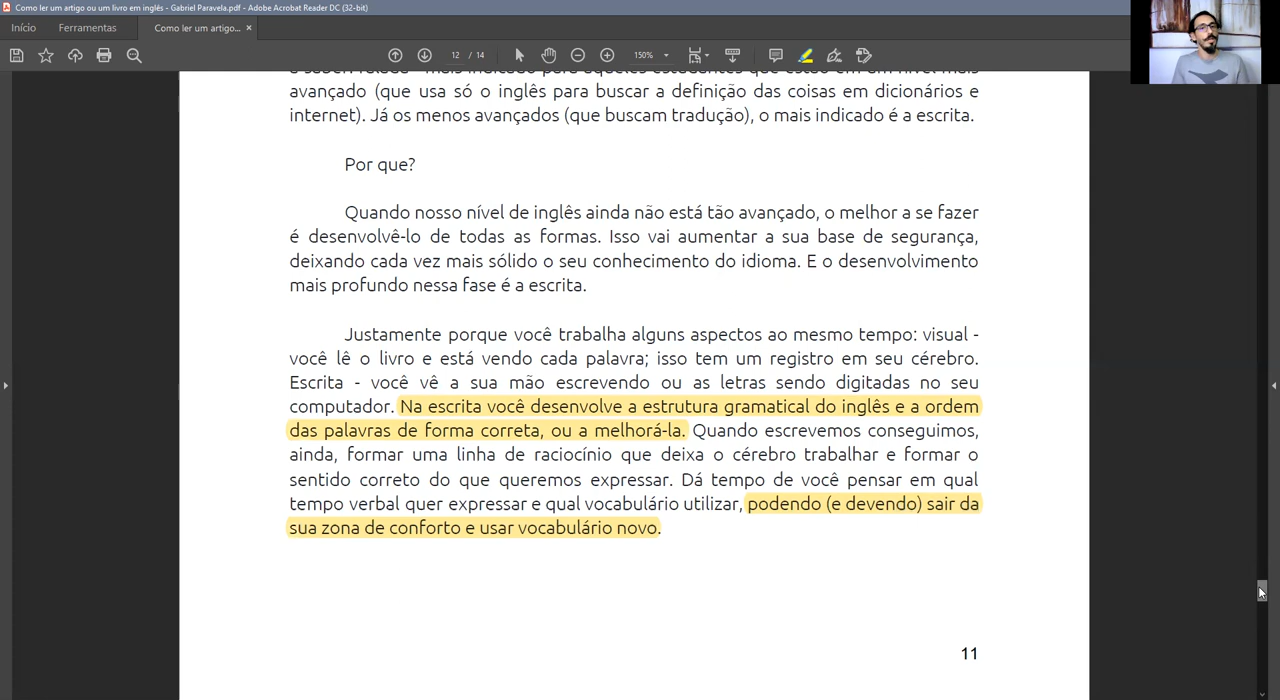 Como ler um artigo ou um livro em inglês - Gabriel Paravela.pdf - Adobe Acrobat Reader DC (32-bit)
Início Ferramentas Como ler um artigo... ×
12 / 14 150%
avançado (que usa só o inglês para buscar a definição das coisas em dicionários e
internet). Já os menos avançados (que buscam tradução), o mais indicado é a escrita.
Por que?
Quando nosso nível de inglês ainda não está tão avançado, o melhor a se fazer
é desenvolvê-lo de todas as formas. Isso vai aumentar a sua base de segurança,
deixando cada vez mais sólido o seu conhecimento do idioma. E o desenvolvimento
mais profundo nessa fase é a escrita.
Justamente porque você trabalha alguns aspectos ao mesmo tempo: visual -
você lê o livro e está vendo cada palavra; isso tem um registro em seu cérebro.
Escrita - você vê a sua mão escrevendo ou as letras sendo digitadas no seu
computador. Na escrita você desenvolve a estrutura gramatical do inglês e a ordem
das palavras de forma correta, ou a melhorá-la. Quando escrevemos conseguimos,
ainda, formar uma linha de raciocínio que deixa o cérebro trabalhar e formar o
sentido correto do que queremos expressar. Dá tempo de você pensar em qual
tempo verbal quer expressar e qual vocabulário utilizar, podendo (e devendo) sair da
sua zona de conforto e usar vocabulário novo.
11